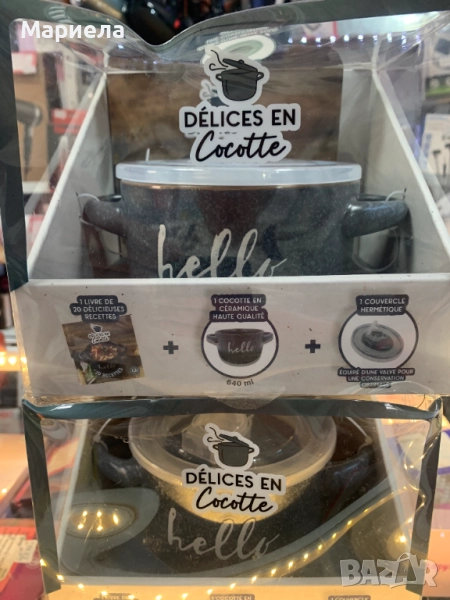 Мариела
DÉLICES EN
Cocotte
hello
1 LIVRE DE
20 DÉLICIEUSES
RECETTES
+
1 COCOTTE EN
CÉRAMIQUE
HAUTE QUALITÉ
hello
640 ml
+
1 COUVERCLE
HERMÉTIQUE
ÉQUIPÉ D'UNE VALVE POUR
UNE CONSERVATION
DÉLICES EN
Cocotte
hello
BAZAR